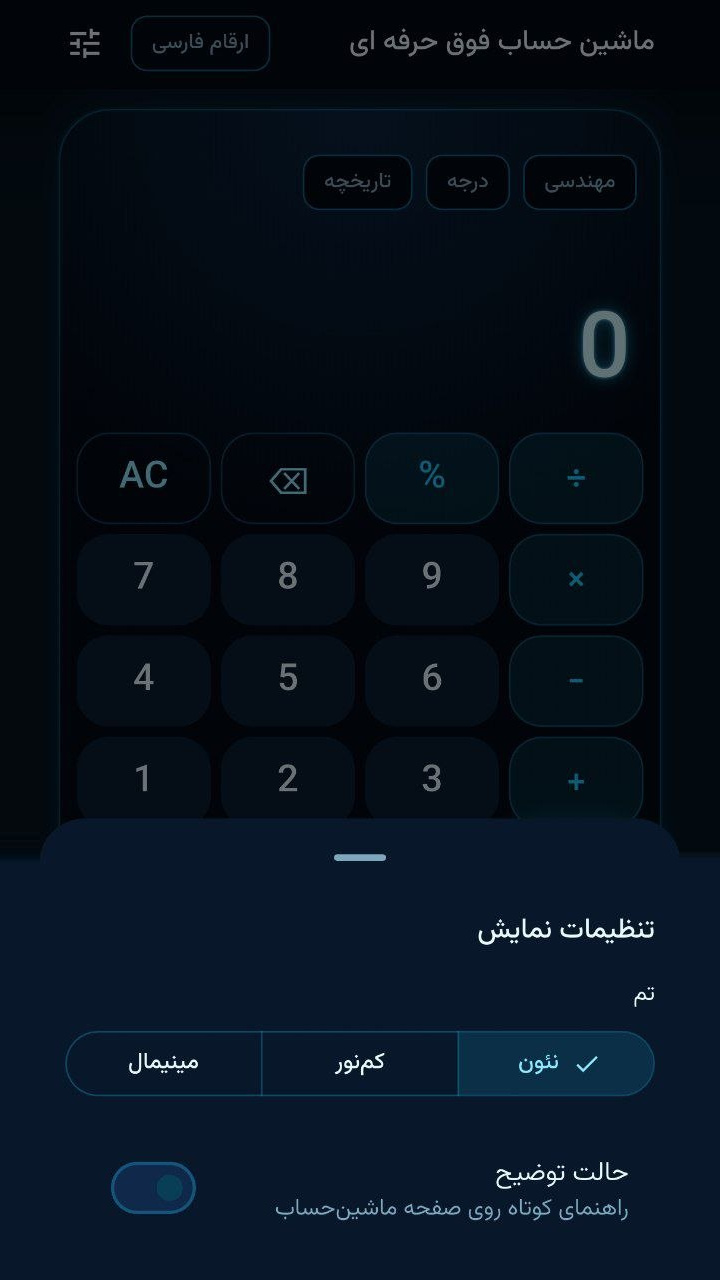 ماشین حساب فوق حرفه ای
ارقام فارسی
مهندسی درجه تاریخچه
0
AC % ÷
7 8 9 ×
4 5 6 −
1 2 3 +
تنظیمات نمایش
تم
نئون کم‌نور مینیمال
حالت توضیح
راهنمای کوتاه روی صفحه ماشین‌حساب